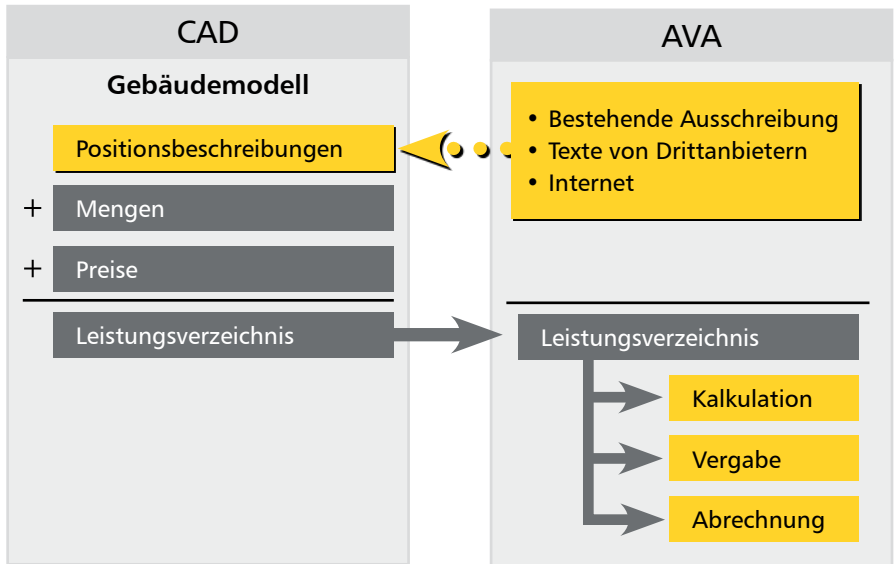 CAD
Gebäudemodell
Positionsbeschreibungen
+ Mengen
+ Preise
Leistungsverzeichnis
AVA
• Bestehende Ausschreibung
• Texte von Drittanbietern
• Internet
Leistungsverzeichnis
Kalkulation
Vergabe
Abrechnung